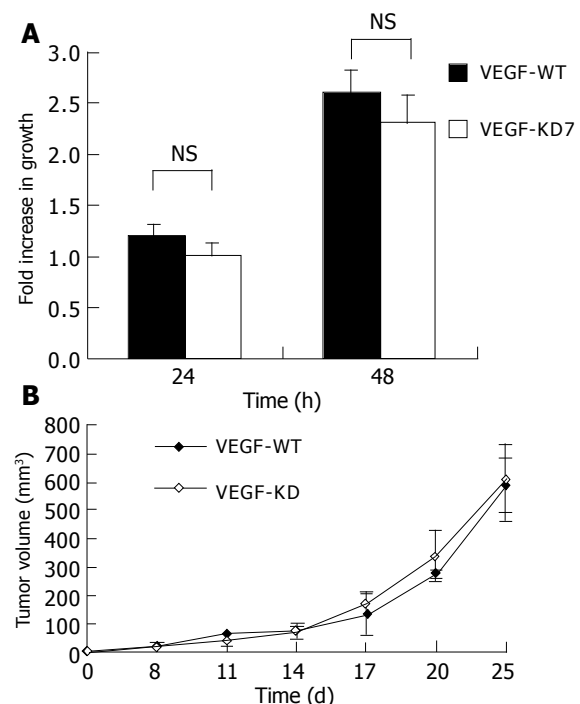 A
NS
NS
VEGF-WT
VEGF-KD7
Fold increase in growth
3.0
2.5
2.0
1.5
1.0
0.5
0.0
24 48
Time (h)
B
VEGF-WT
VEGF-KD
Tumor volume (mm³)
800
700
600
500
400
300
200
100
0
0 8 11 14 17 20 25
Time (d)